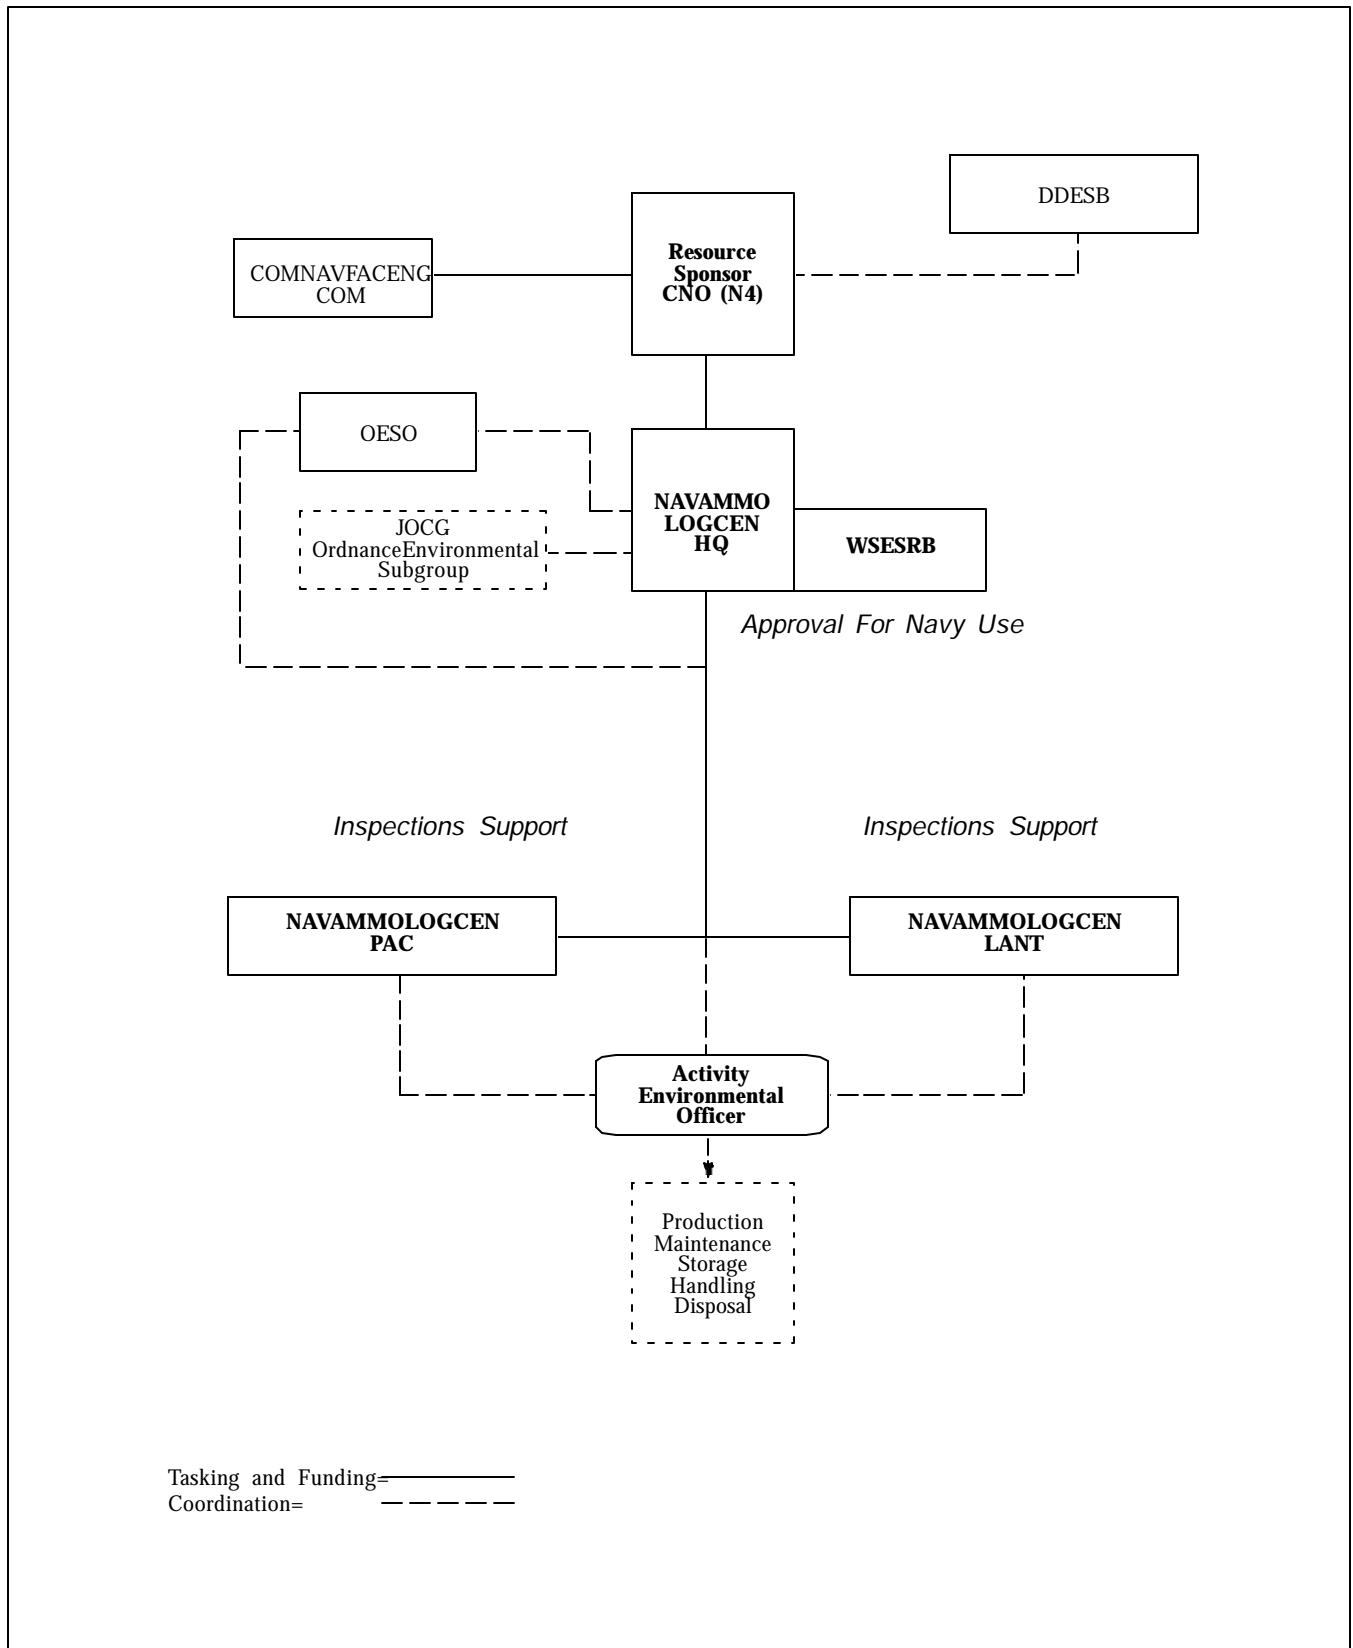 DDESB
Resource
Sponsor
CNO (N4)
COMNAVFACENG
COM
OESO
NAVAMMO
LOGCEN
HQ
WSESRB
JOCG
OrdnanceEnvironmental
Subgroup
Approval For Navy Use
Inspections Support
Inspections Support
NAVAMMOLOGCEN
PAC
NAVAMMOLOGCEN
LANT
Activity
Environmental
Officer
Production
Maintenance
Storage
Handling
Disposal
Tasking and Funding=
Coordination=